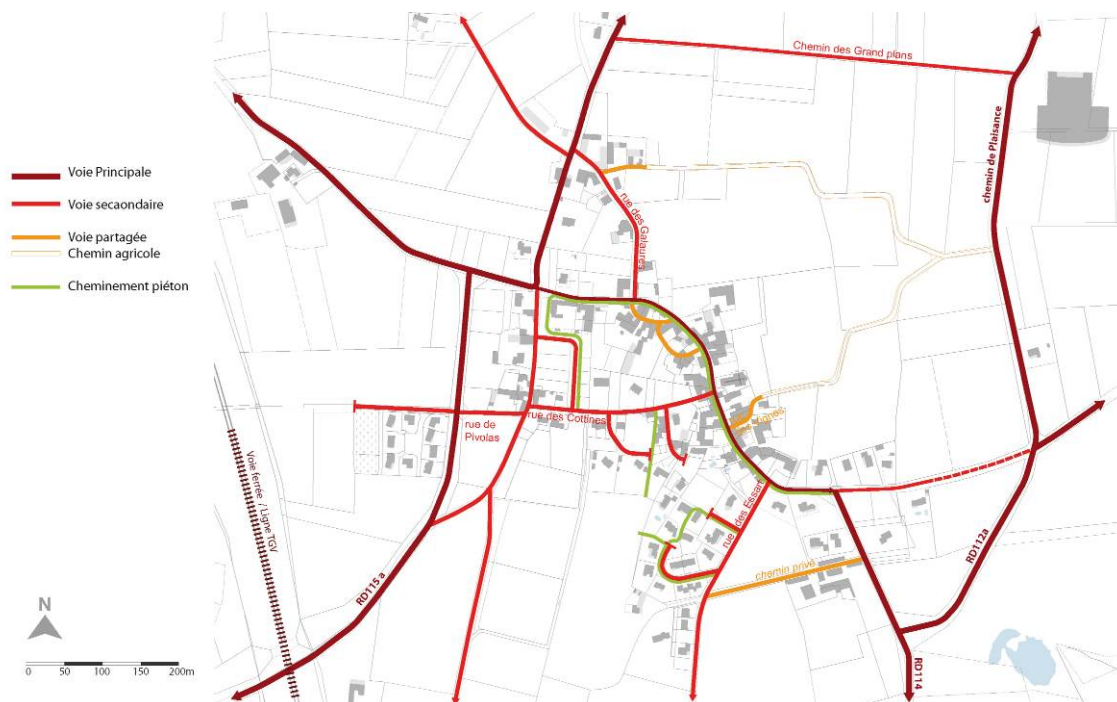 Voie Principale
Voie secaondaire
Voie partagée
Chemin agricole
Cheminement piéton
N
0 50 100 150 200m
Chemin des Grand plans
chemin de Plaisance
rue des Galaures
rue des Cottines
rue de
Pivolas
Voie ferrée / Ligne TGV
RD115 a
rue des Essart
chemin privé
RD112a
RD114